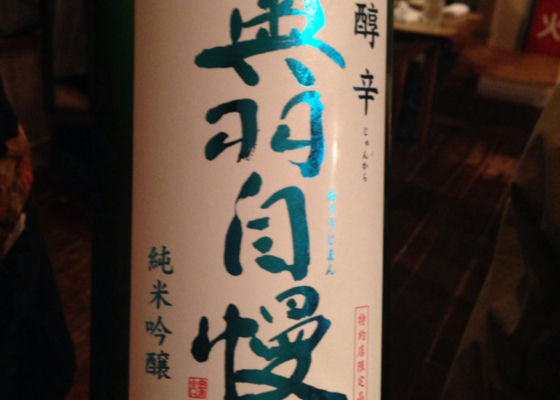 醇辛
じゅんから
奥羽自慢
おううじまん
特約店限定
純米吟醸
火